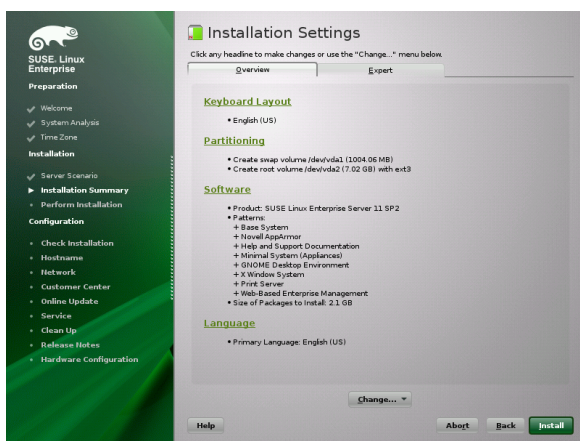 SUSE. Linux
Enterprise
Preparation
Welcome
System Analysis
Time Zone
Installation
Server Scenario
Installation Summary
Perform Installation
Configuration
Check Installation
Hostname
Network
Customer Center
Online Update
Service
Clean Up
Release Notes
Hardware Configuration
Installation Settings
Click any headline to make changes or use the "Change..." menu below.
Overview
Expert
Keyboard Layout
• English (US)
Partitioning
• Create swap volume /dev/vda1 (1004.06 MB)
• Create root volume /dev/vda2 (7.02 GB) with ext3
Software
• Product: SUSE Linux Enterprise Server 11 SP2
• Patterns:
+ Base System
+ Novell AppArmor
+ Help and Support Documentation
+ Minimal System (Appliances)
+ GNOME Desktop Environment
+ X Window System
+ Print Server
+ Web-Based Enterprise Management
• Size of Packages to Install: 2.1 GB
Language
• Primary Language: English (US)
Change...
Help
Abort
Back
Install